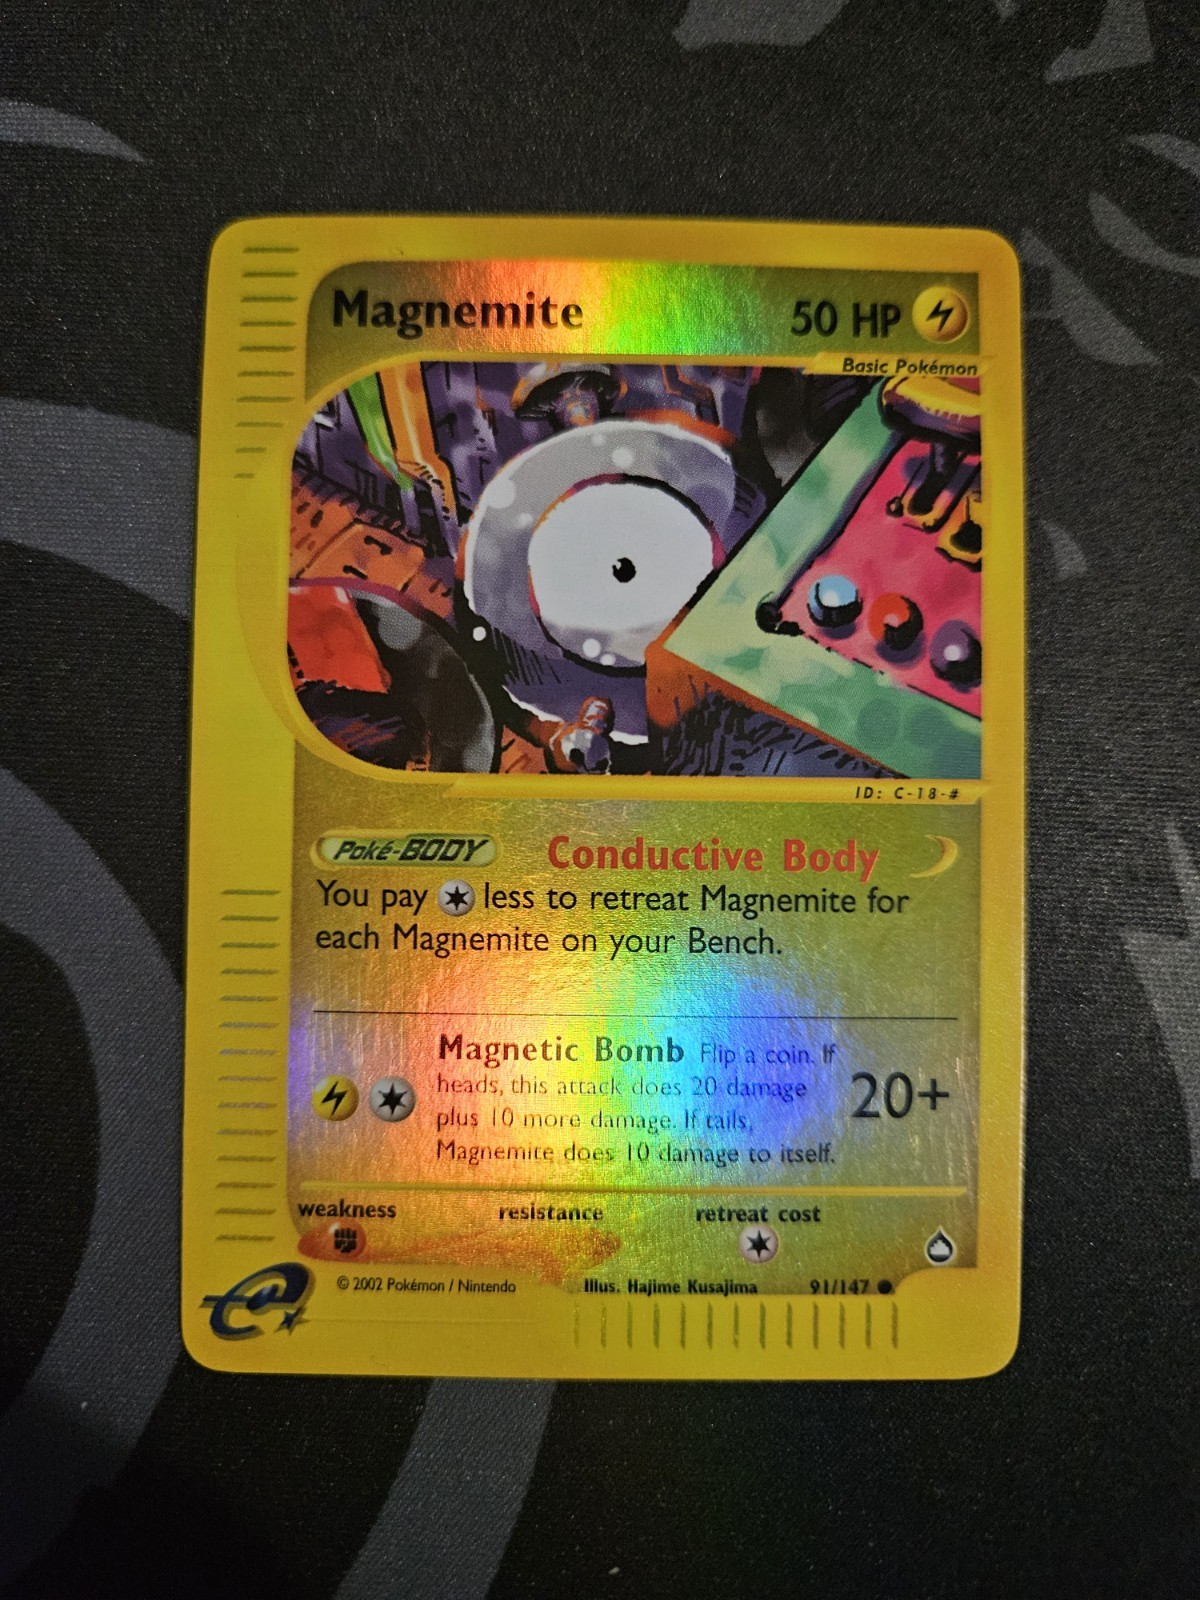 Magnemite 50 HP
Basic Pokémon
ID: C-18-#
Poké-BODY Conductive Body
You pay less to retreat Magnemite for
each Magnemite on your Bench.
Magnetic Bomb Flip a coin. If
heads, this attack does 20 damage
plus 10 more damage. If tails,
Magnemite does 10 damage to itself.
20+
weakness resistance retreat cost
© 2002 Pokémon / Nintendo Illus. Hajime Kusajima 91/147
e